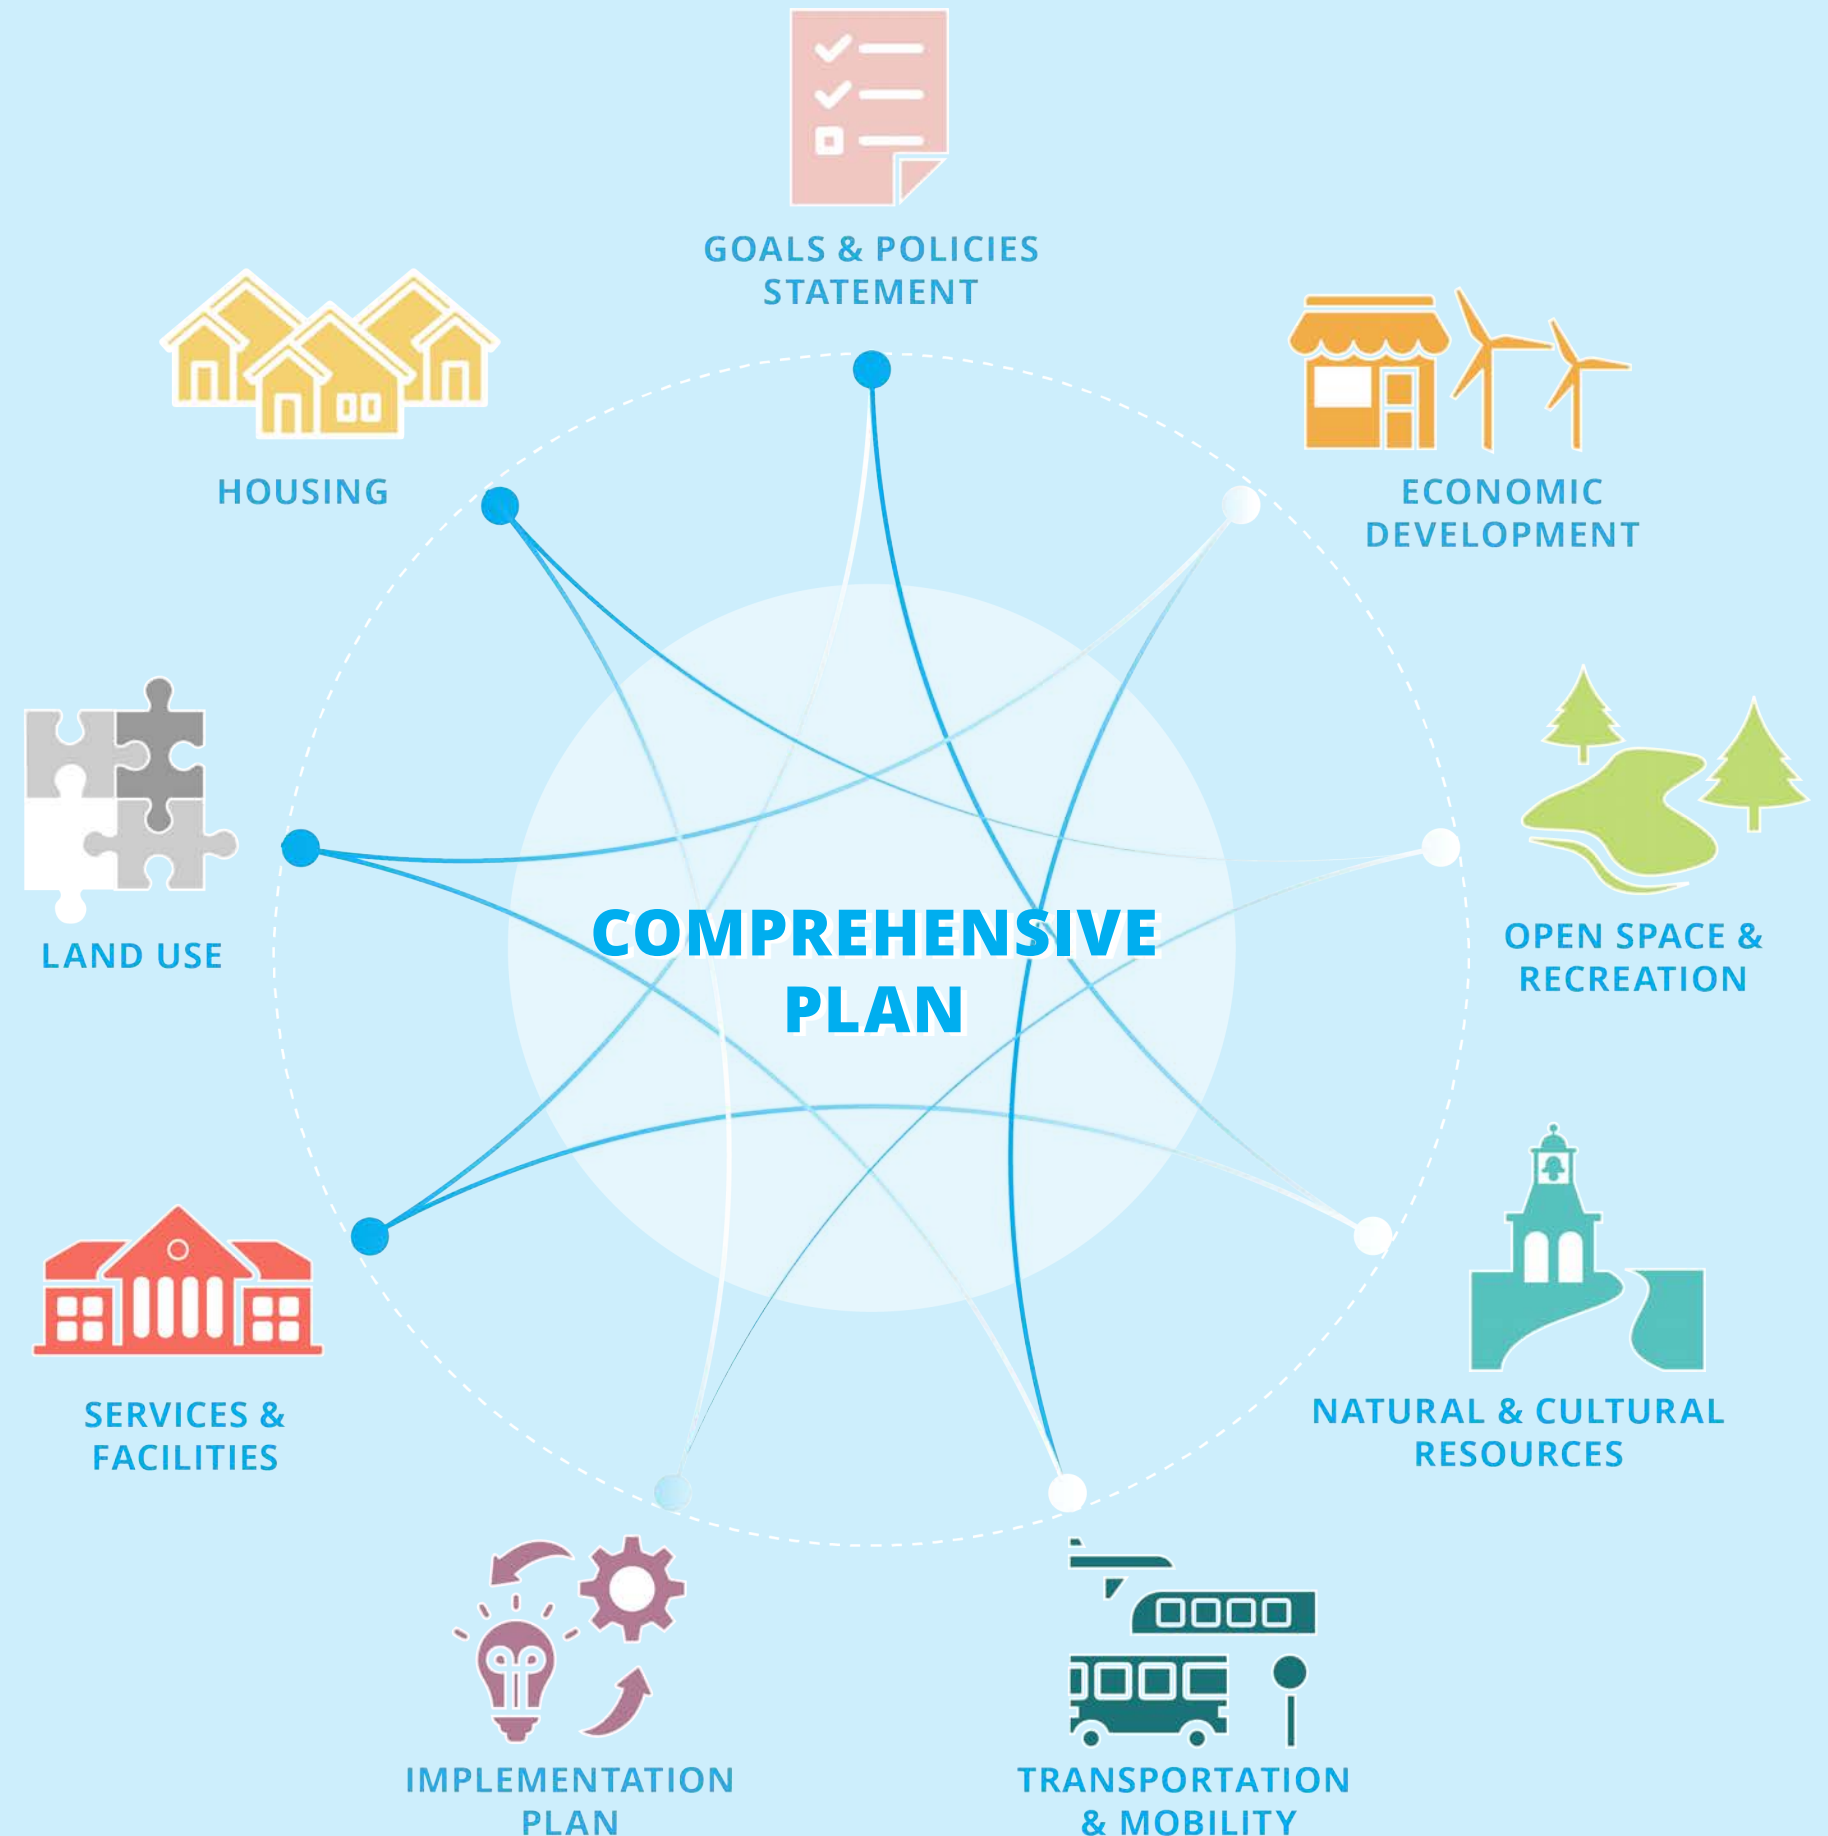 GOALS & POLICIES
STATEMENT
HOUSING
ECONOMIC
DEVELOPMENT
LAND USE
COMPREHENSIVE
PLAN
OPEN SPACE &
RECREATION
SERVICES &
FACILITIES
NATURAL & CULTURAL
RESOURCES
IMPLEMENTATION
PLAN
TRANSPORTATION
& MOBILITY